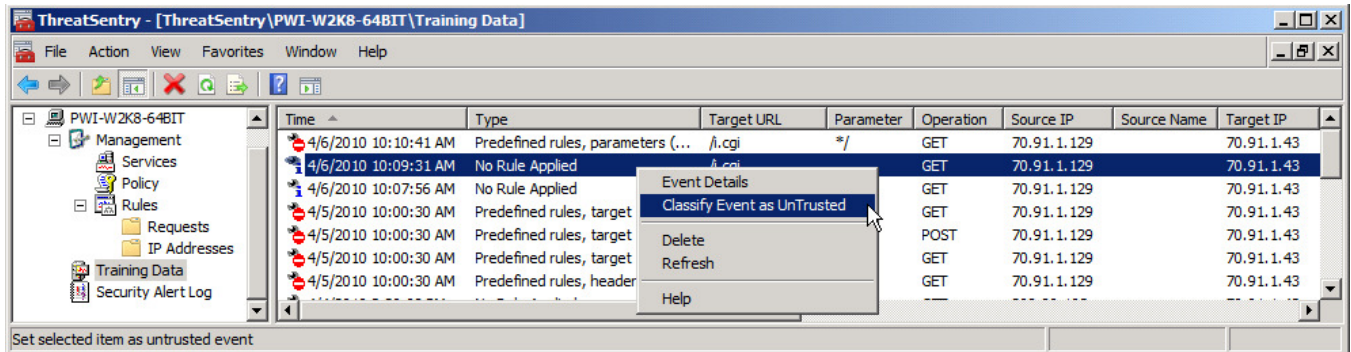 ThreatSentry - [ThreatSentry\PWI-W2K8-64BIT\Training Data]
File Action View Favorites Window Help
PWI-W2K8-64BIT
Management
Services
Policy
Rules
Requests
IP Addresses
Training Data
Security Alert Log
Time Type Target URL Parameter Operation Source IP Source Name Target IP
4/6/2010 10:10:41 AM Predefined rules, parameters (... /i.cgi */ GET 70.91.1.129 70.91.1.43
4/6/2010 10:09:31 AM No Rule Applied /i.cgi GET 70.91.1.129 70.91.1.43
4/6/2010 10:07:56 AM No Rule Applied GET 70.91.1.129 70.91.1.43
4/5/2010 10:00:30 AM Predefined rules, target GET 70.91.1.129 70.91.1.43
4/5/2010 10:00:30 AM Predefined rules, target POST 70.91.1.129 70.91.1.43
4/5/2010 10:00:30 AM Predefined rules, target GET 70.91.1.129 70.91.1.43
4/5/2010 10:00:30 AM Predefined rules, header GET 70.91.1.129 70.91.1.43
Event Details
Classify Event as UnTrusted
Delete
Refresh
Help
Set selected item as untrusted event